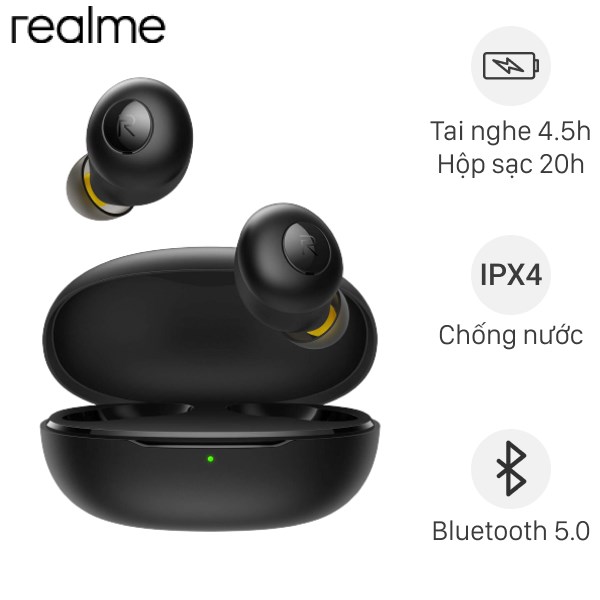 realme
Tai nghe 4.5h
Hộp sạc 20h
IPX4
Chống nước
Bluetooth 5.0